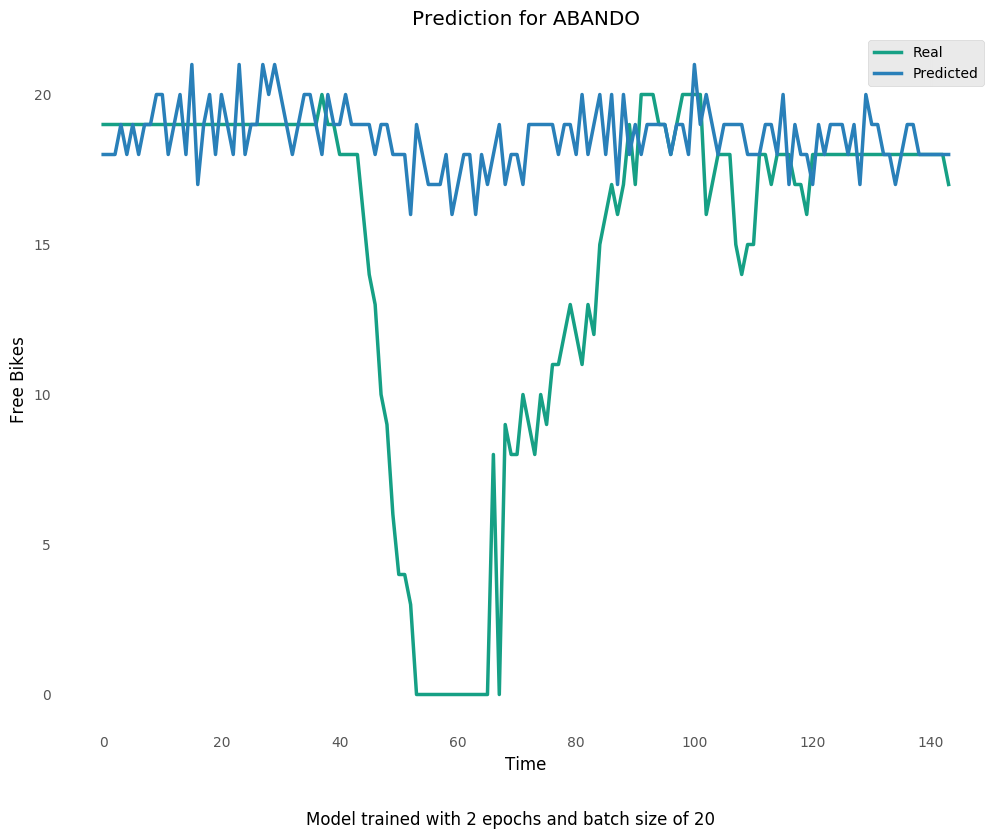 Prediction for ABANDO
Real
Predicted
Free Bikes
20
15
10
5
0
0 20 40 60 80 100 120 140
Time
Model trained with 2 epochs and batch size of 20